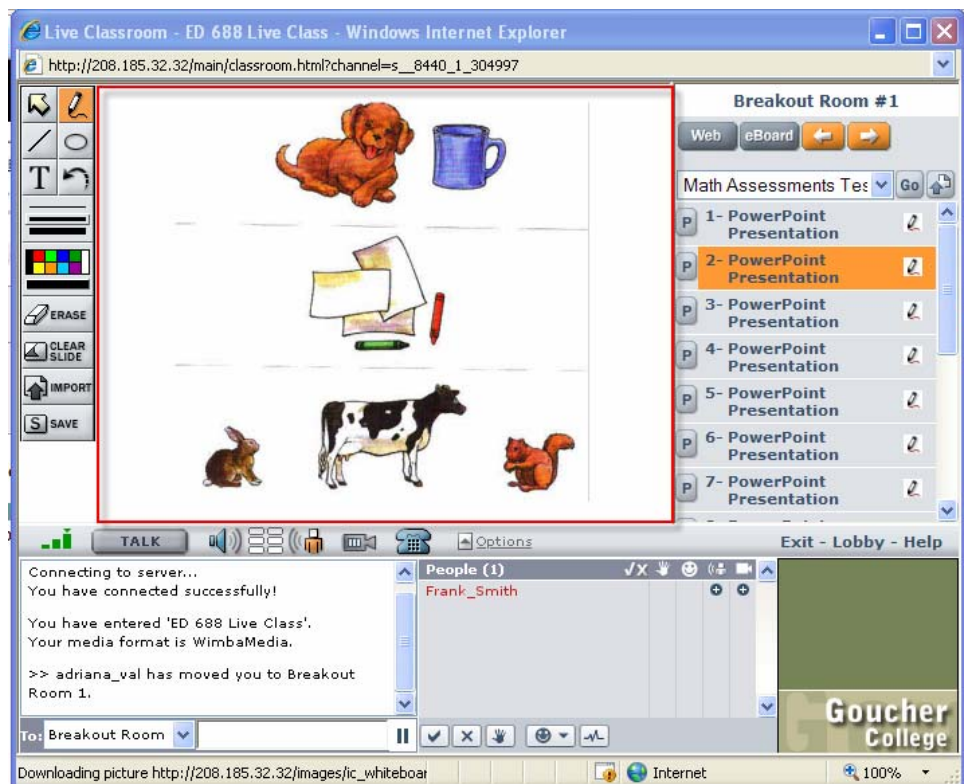 Live Classroom - ED 688 Live Class - Windows Internet Explorer
http://208.185.32.32/main/classroom.html?channel=s__8440_1_304997
Breakout Room #1
Web
eBoard
Math Assessments Tes
Go
P
1- PowerPoint
Presentation
P
2- PowerPoint
Presentation
P
3- PowerPoint
Presentation
P
4- PowerPoint
Presentation
P
5- PowerPoint
Presentation
P
6- PowerPoint
Presentation
P
7- PowerPoint
Presentation
T
ERASE
CLEAR
SLIDE
IMPORT
S SAVE
TALK
Options
Exit - Lobby - Help
Connecting to server...
You have connected successfully!
You have entered 'ED 688 Live Class'.
Your media format is WimbaMedia.
>> adriana_val has moved you to Breakout
Room 1.
People (1)
Frank_Smith
To: Breakout Room
Goucher
College
Downloading picture http://208.185.32.32/images/ic_whiteboar
Internet
100%